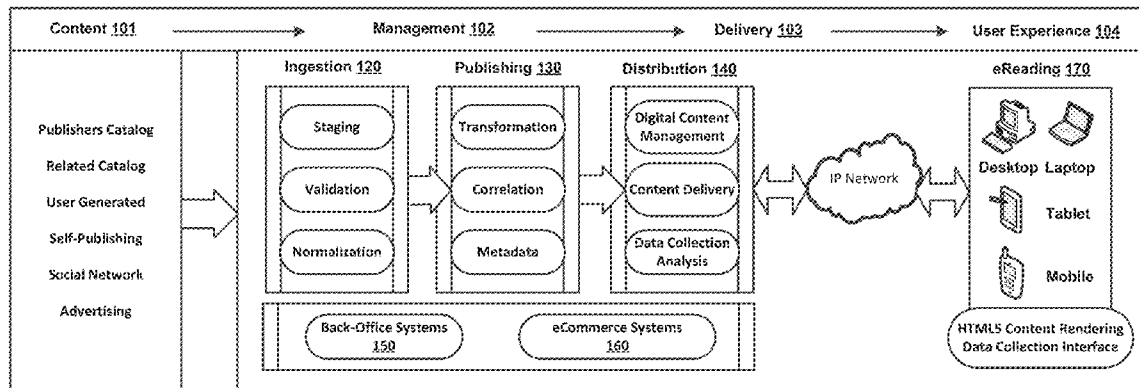 Content 101
Management 102
Delivery 103
User Experience 104
Ingestion 120
Publishing 130
Distribution 140
eReading 170
Publishers Catalog
Related Catalog
User Generated
Self-Publishing
Social Network
Advertising
Staging
Validation
Normalization
Transformation
Correlation
Metadata
Digital Content
Management
Content Delivery
Data Collection
Analysis
IP Network
Desktop
Laptop
Tablet
Mobile
HTML5 Content Rendering
Data Collection Interface
Back-Office Systems
150
eCommerce Systems
160